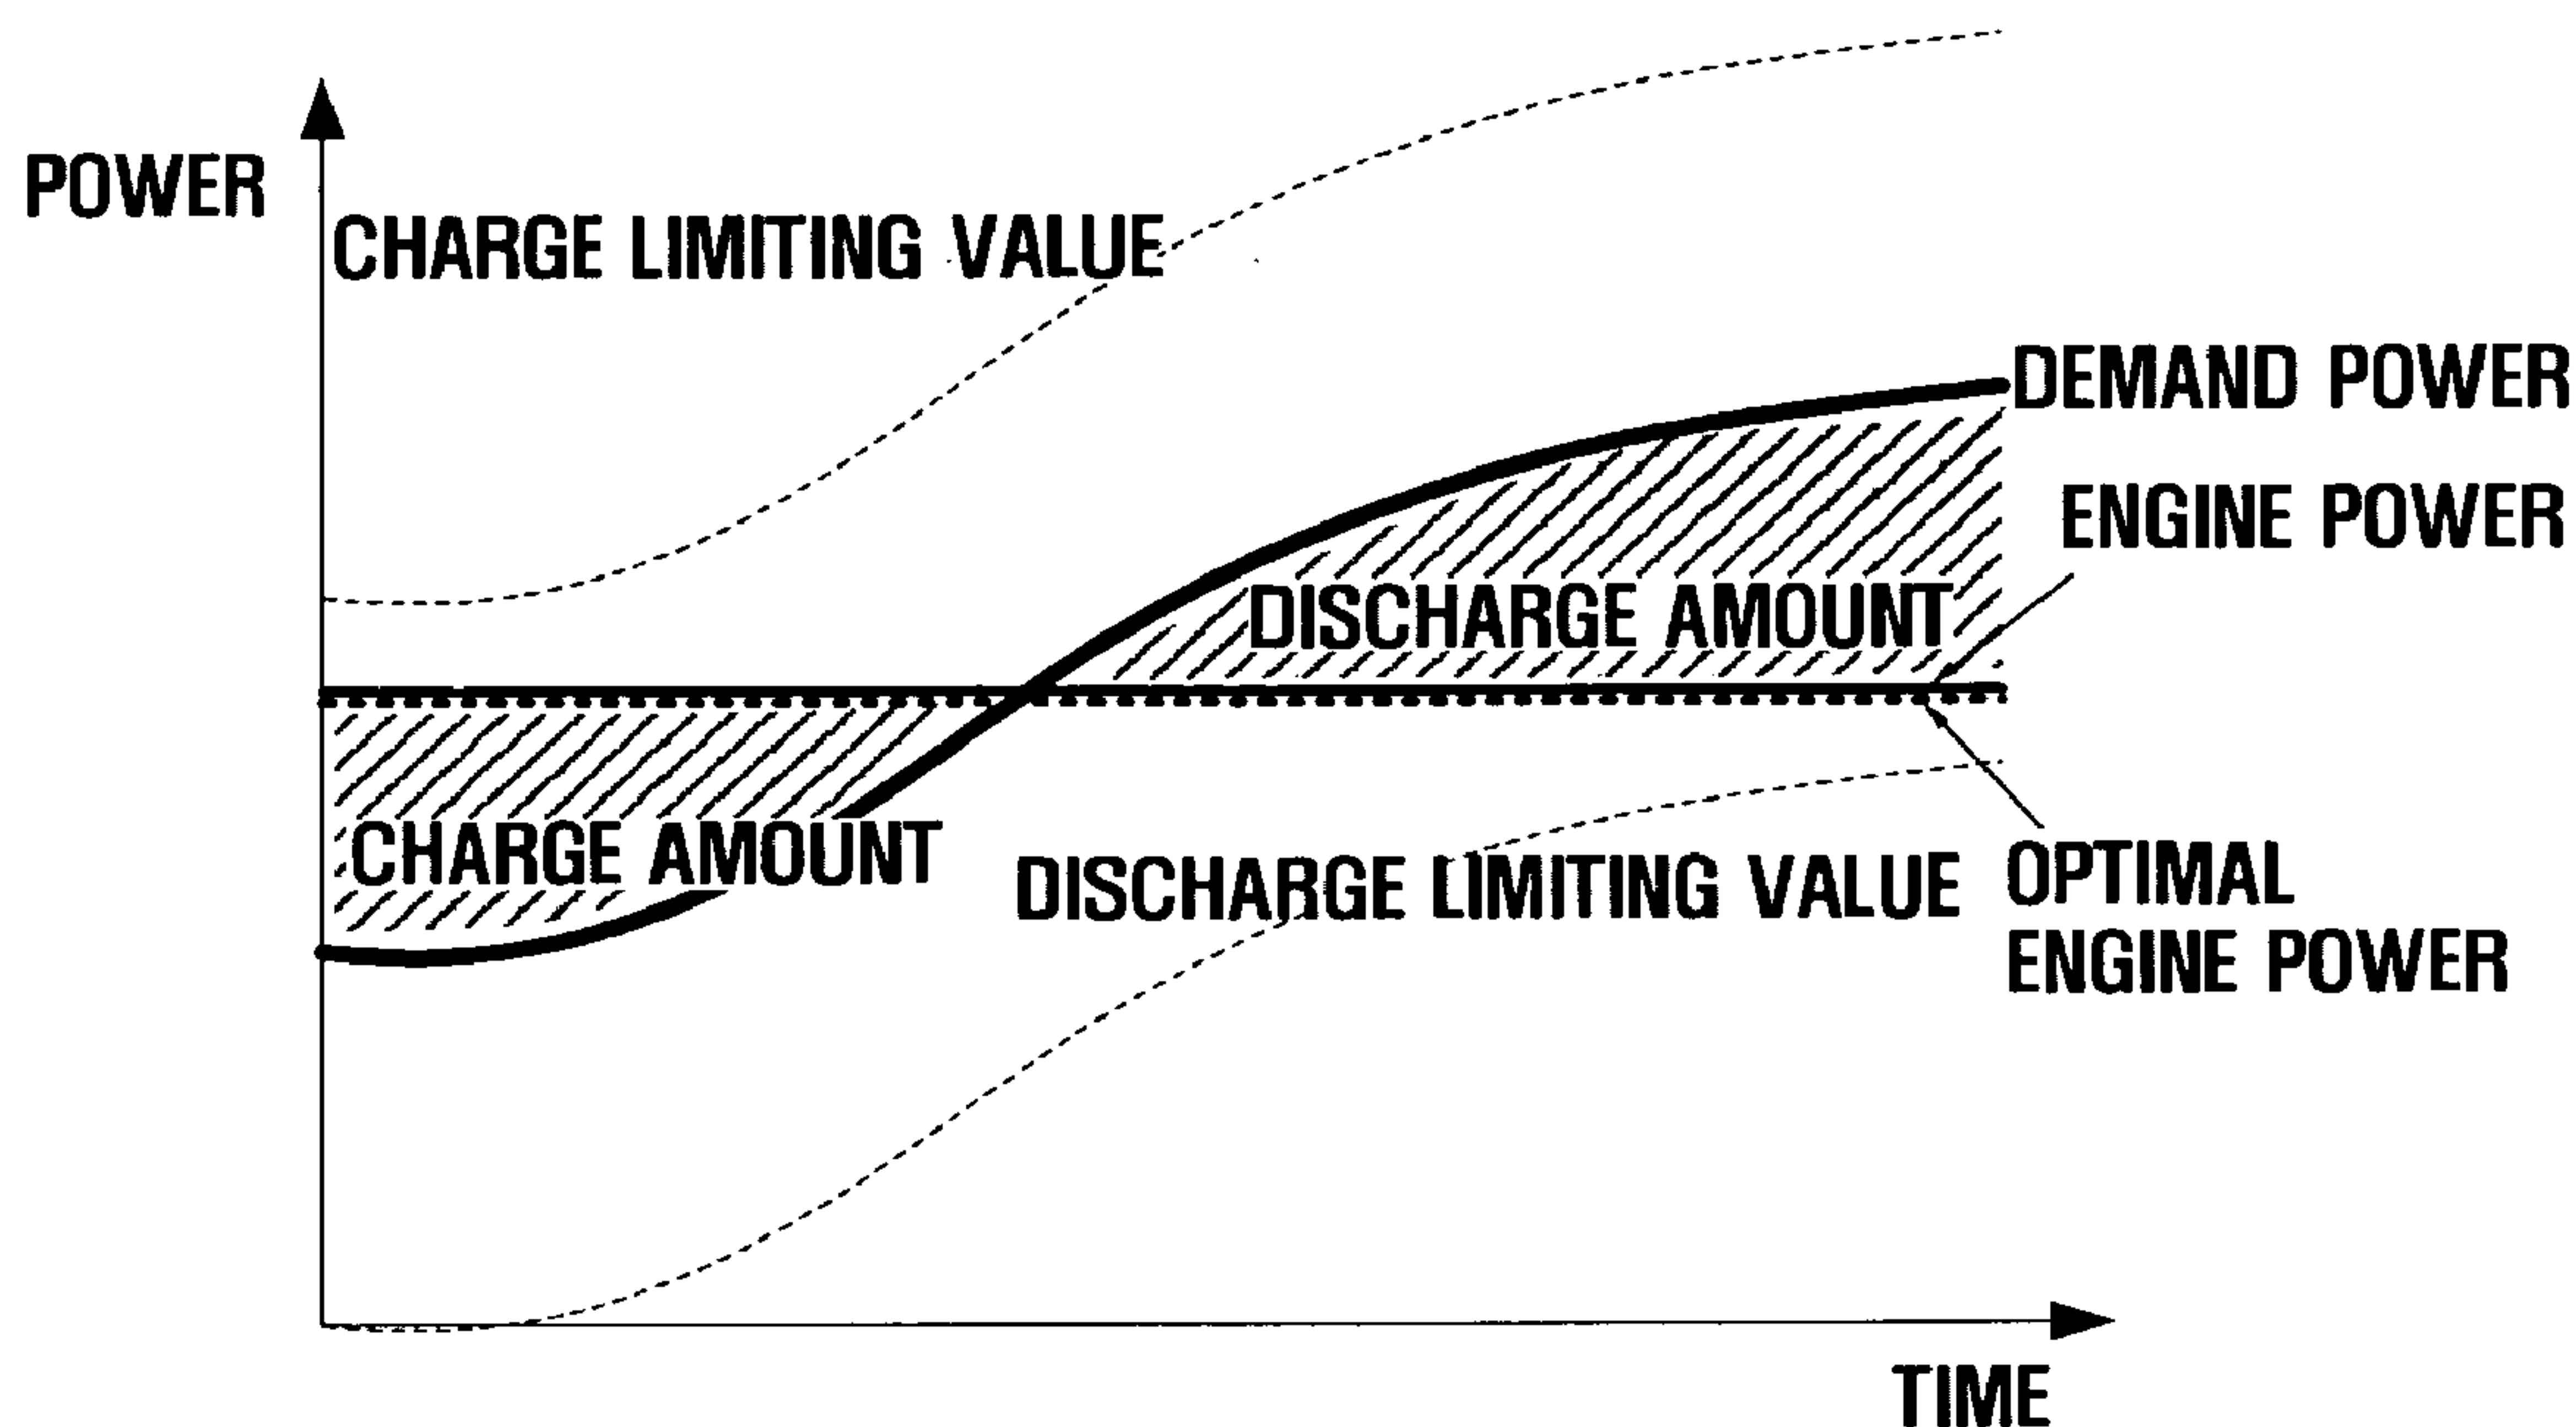 POWER
CHARGE LIMITING VALUE
DEMAND POWER
ENGINE POWER
DISCHARGE AMOUNT
CHARGE AMOUNT
DISCHARGE LIMITING VALUE
OPTIMAL
ENGINE POWER
TIME